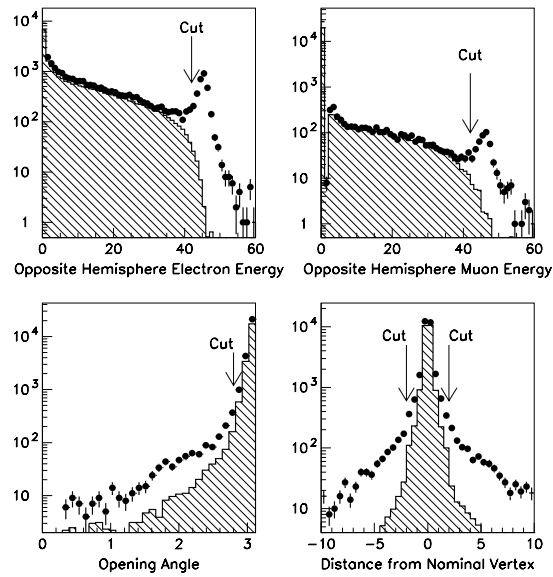 10^4
10^3
10^2
10
1
Cut
0 20 40 60
Opposite Hemisphere Electron Energy
10^4
10^3
10^2
10
1
Cut
0 20 40 60
Opposite Hemisphere Muon Energy
10^4
10^3
10^2
10
Cut
0 1 2 3
Opening Angle
10^4
10^3
10^2
10
Cut Cut
-10 -5 0 5 10
Distance from Nominal Vertex